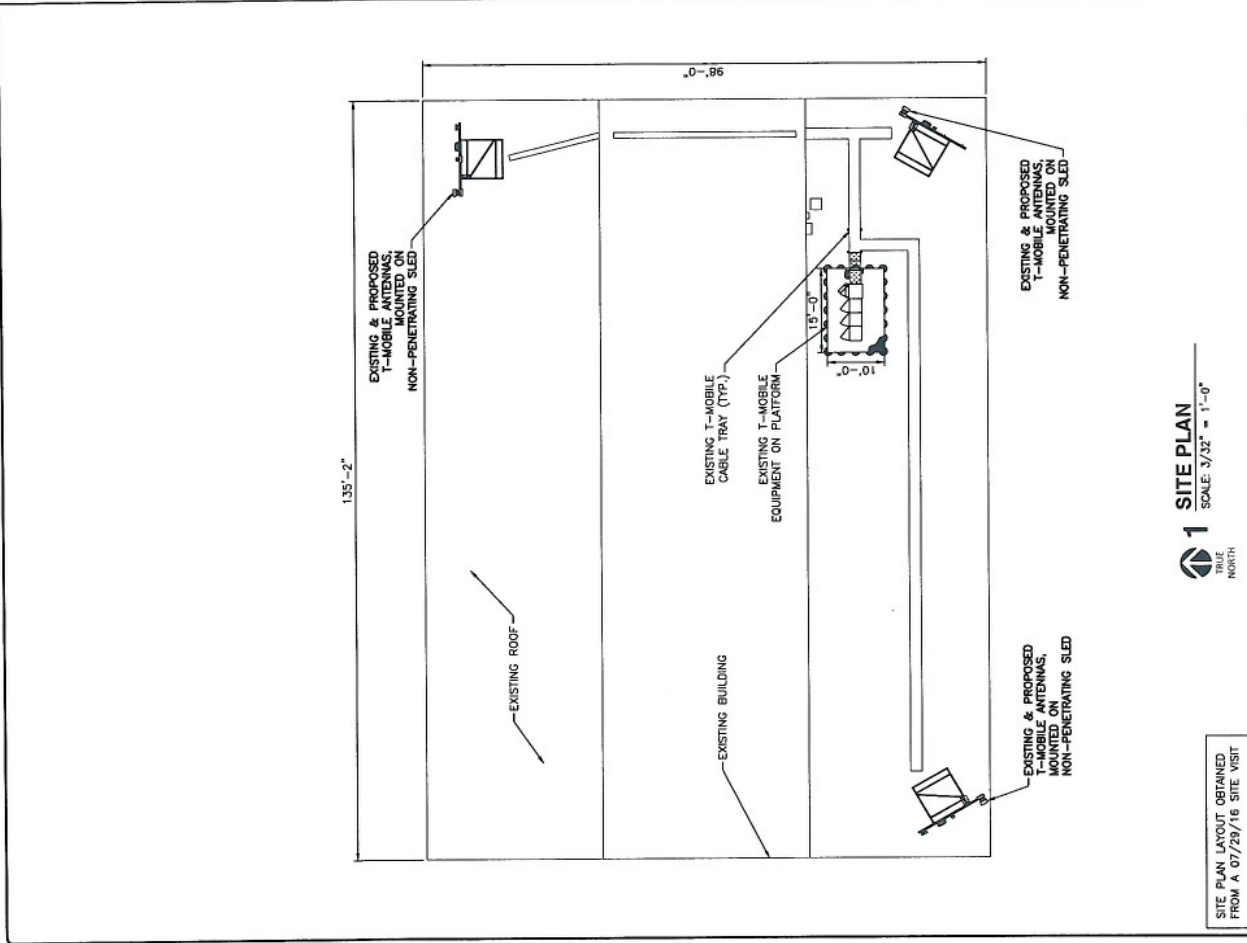 135'-2"
98'-0"
EXISTING & PROPOSED
T-MOBILE ANTENNAS,
MOUNTED ON
NON-PENETRATING SLED
EXISTING ROOF
EXISTING T-MOBILE
CABLE TRAY (TYP.)
EXISTING T-MOBILE
EQUIPMENT ON PLATFORM
15'-0"
10'-0"
EXISTING BUILDING
EXISTING & PROPOSED
T-MOBILE ANTENNAS,
MOUNTED ON
NON-PENETRATING SLED
EXISTING & PROPOSED
T-MOBILE ANTENNAS,
MOUNTED ON
NON-PENETRATING SLED
1 SITE PLAN
SCALE: 3/32" = 1'-0"
TRUE
NORTH
SITE PLAN LAYOUT OBTAINED
FROM A 07/29/16 SITE VISIT